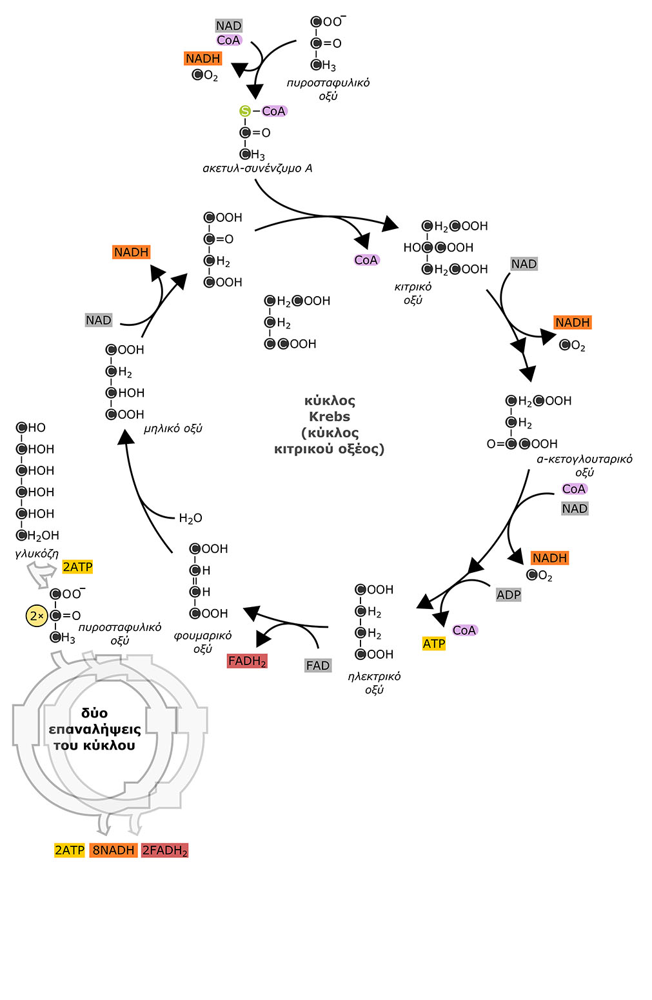 NAD
CoA
NADH
CO₂
COO⁻
C=O
CH₃
πυροσταφυλικό
οξύ
S–CoA
C=O
CH₃
ακετυλ-συνένζυμο Α
COOH
C=O
CH₂
COOH
CoA
CH₂COOH
HOCCOOH
CH₂COOH
κιτρικό
οξύ
NAD
NADH
CO₂
NADH
NAD
CH₂COOH
CH₂
CCOOH
COOH
CH₂
CHOH
COOH
μηλικό οξύ
κύκλος
Krebs
(κύκλος
κιτρικού οξέος)
CH₂COOH
CH₂
O=CCOOH
α-κετογλουταρικό
οξύ
CoA
NAD
NADH
CO₂
ADP
CoA
ATP
COOH
CH₂
CH₂
COOH
ηλεκτρικό
οξύ
FAD
FADH₂
COOH
CH
CH
COOH
φουμαρικό
οξύ
H₂O
CHO
CHOH
CHOH
CHOH
CHOH
CH₂OH
γλυκόζη
2ATP
COO⁻
2× C=O
CH₃
πυροσταφυλικό
οξύ
δύο
επαναλήψεις
του κύκλου
2ATP 8NADH 2FADH₂